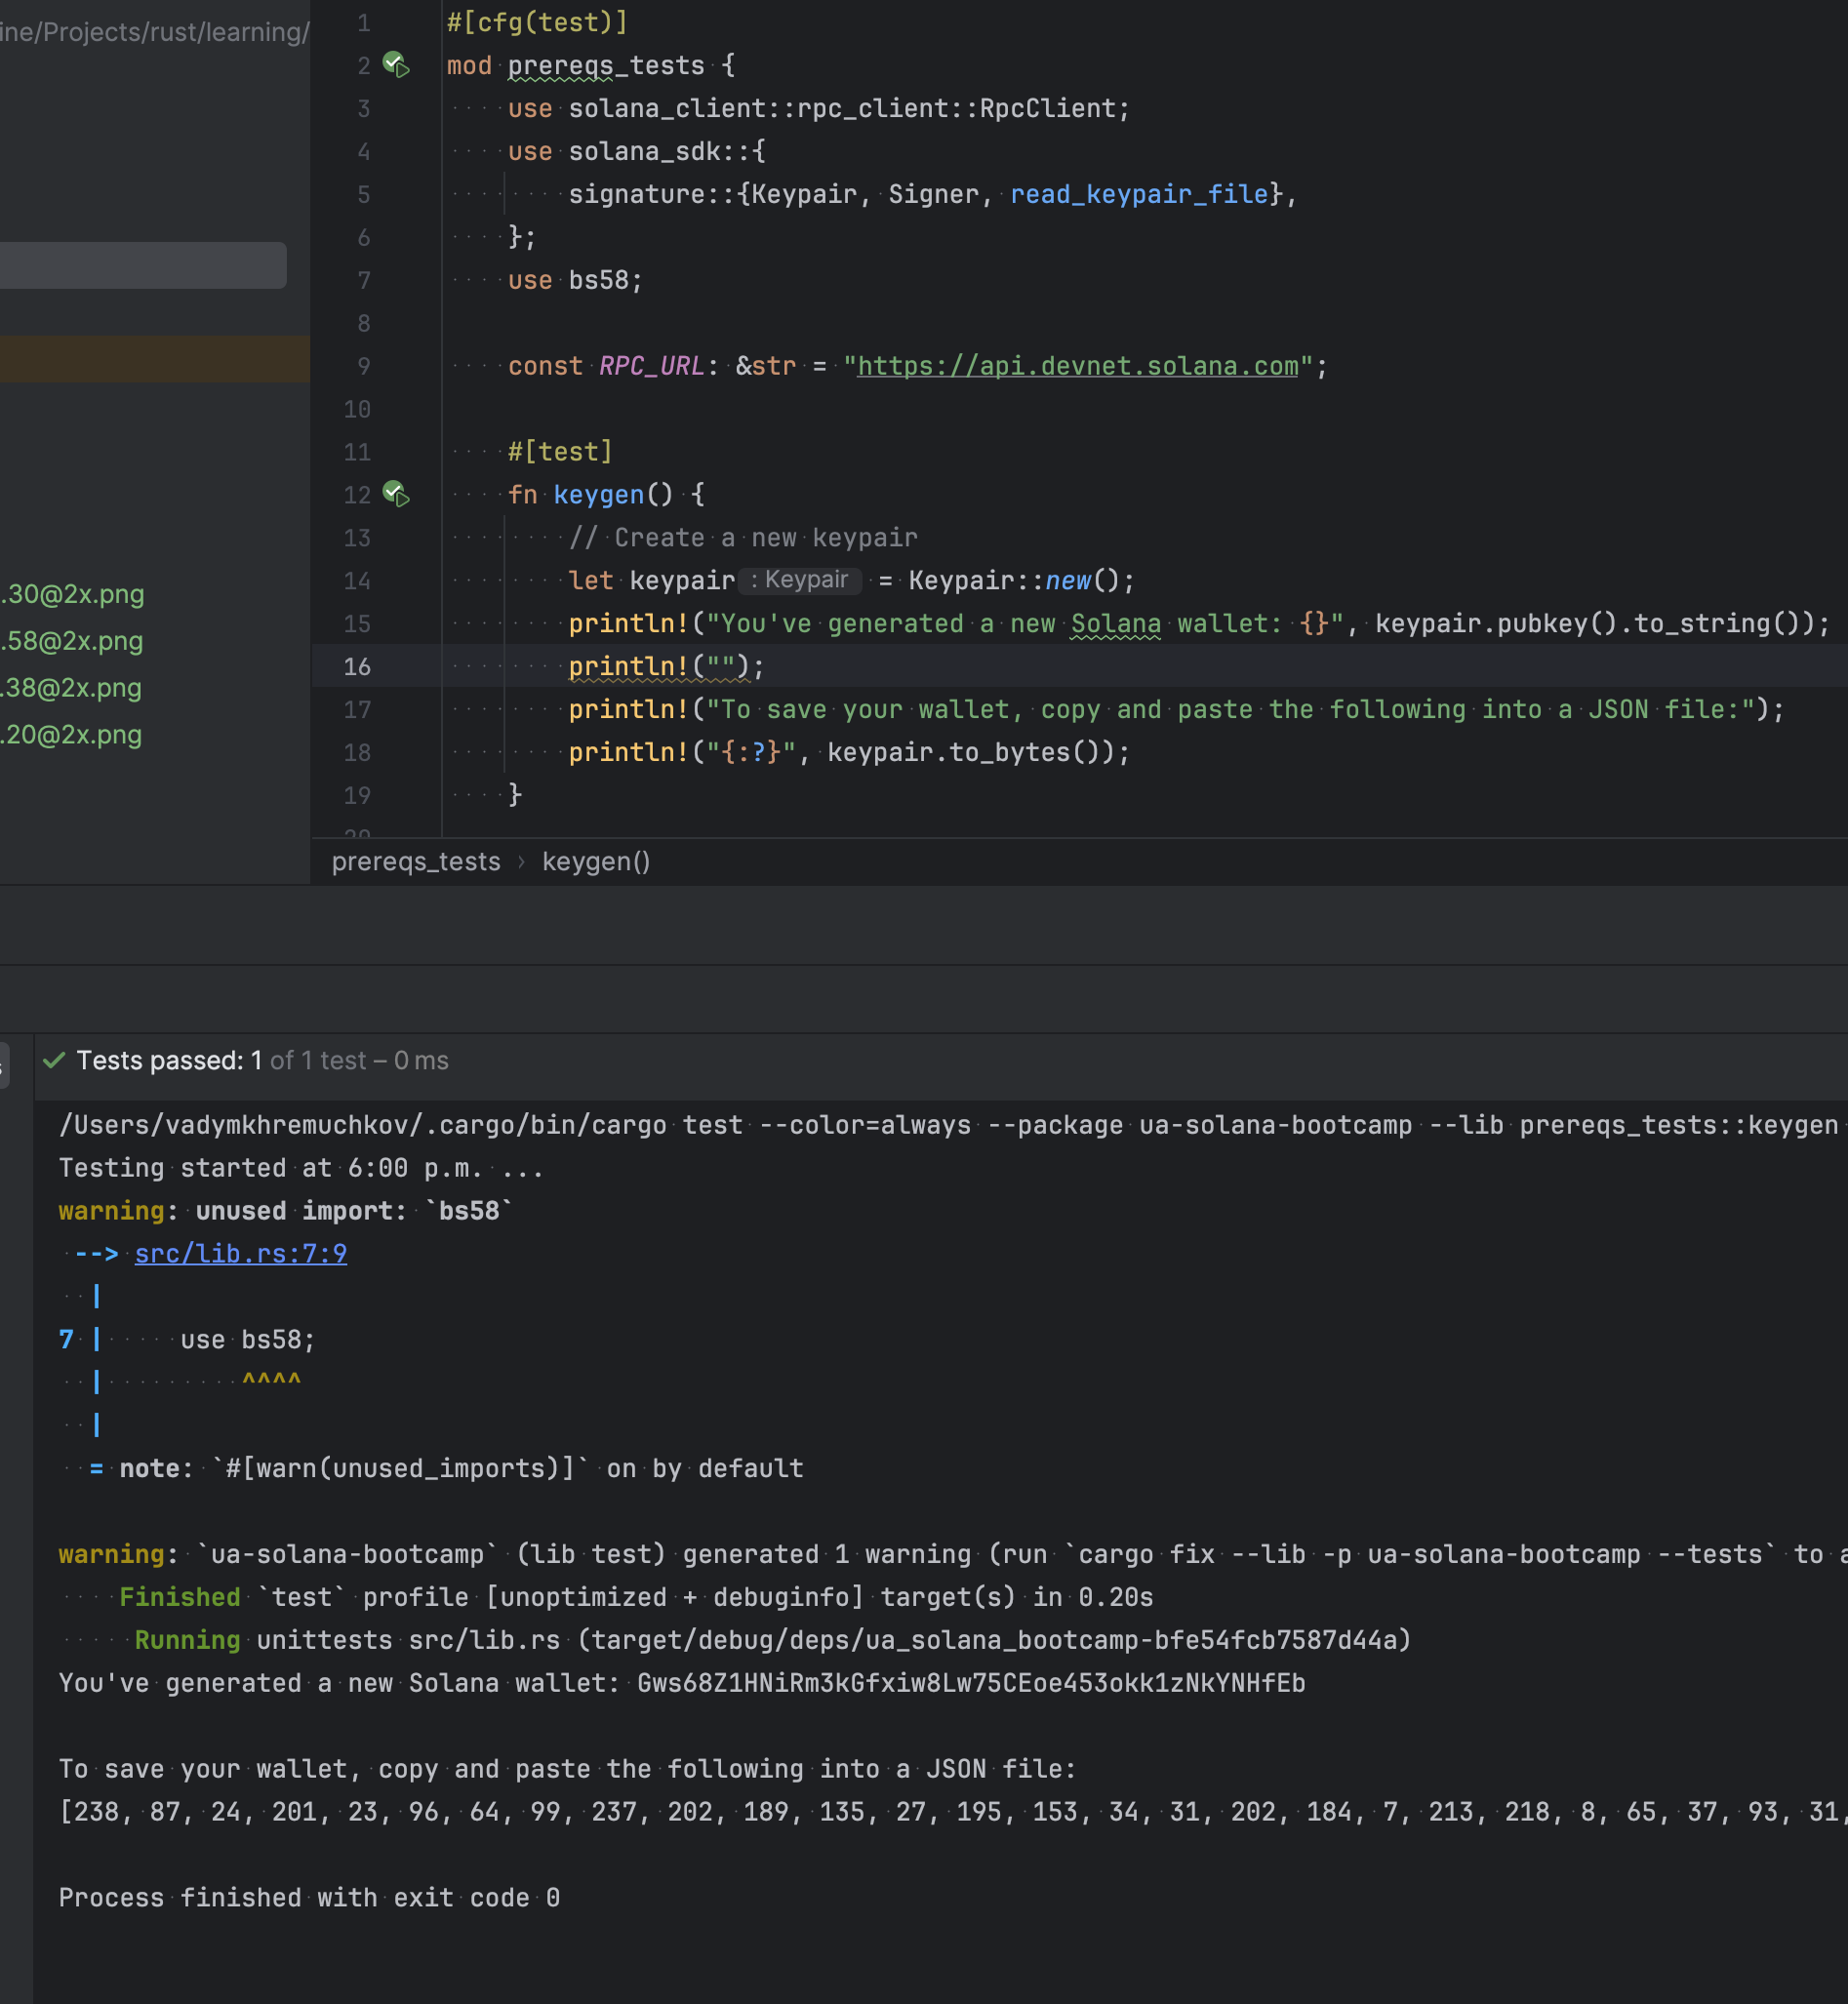 ine/Projects/rust/learning/
.30@2x.png
.58@2x.png
.38@2x.png
.20@2x.png
1 #[cfg(test)]
2 mod prereqs_tests {
3 use solana_client::rpc_client::RpcClient;
4 use solana_sdk::{
5 signature::{Keypair, Signer, read_keypair_file},
6 };
7 use bs58;
8
9 const RPC_URL: &str = "https://api.devnet.solana.com";
10
11 #[test]
12 fn keygen() {
13 // Create a new keypair
14 let keypair : Keypair = Keypair::new();
15 println!("You've generated a new Solana wallet: {}", keypair.pubkey().to_string());
16 println!("");
17 println!("To save your wallet, copy and paste the following into a JSON file:");
18 println!("{:?}", keypair.to_bytes());
19 }
20
prereqs_tests › keygen()
Tests passed: 1 of 1 test – 0 ms
/Users/vadymkhremuchkov/.cargo/bin/cargo test --color=always --package ua-solana-bootcamp --lib prereqs_tests::keygen
Testing started at 6:00 p.m. ...
warning: unused import: `bs58`
--> src/lib.rs:7:9
|
7 | use bs58;
| ^^^^
|
= note: `#[warn(unused_imports)]` on by default
warning: `ua-solana-bootcamp` (lib test) generated 1 warning (run `cargo fix --lib -p ua-solana-bootcamp --tests` to a
Finished `test` profile [unoptimized + debuginfo] target(s) in 0.20s
Running unittests src/lib.rs (target/debug/deps/ua_solana_bootcamp-bfe54fcb7587d44a)
You've generated a new Solana wallet: Gws68Z1HNiRm3kGfxiw8Lw75CEoe453okk1zNkYNHfEb
To save your wallet, copy and paste the following into a JSON file:
[238, 87, 24, 201, 23, 96, 64, 99, 237, 202, 189, 135, 27, 195, 153, 34, 31, 202, 184, 7, 213, 218, 8, 65, 37, 93, 31,
Process finished with exit code 0